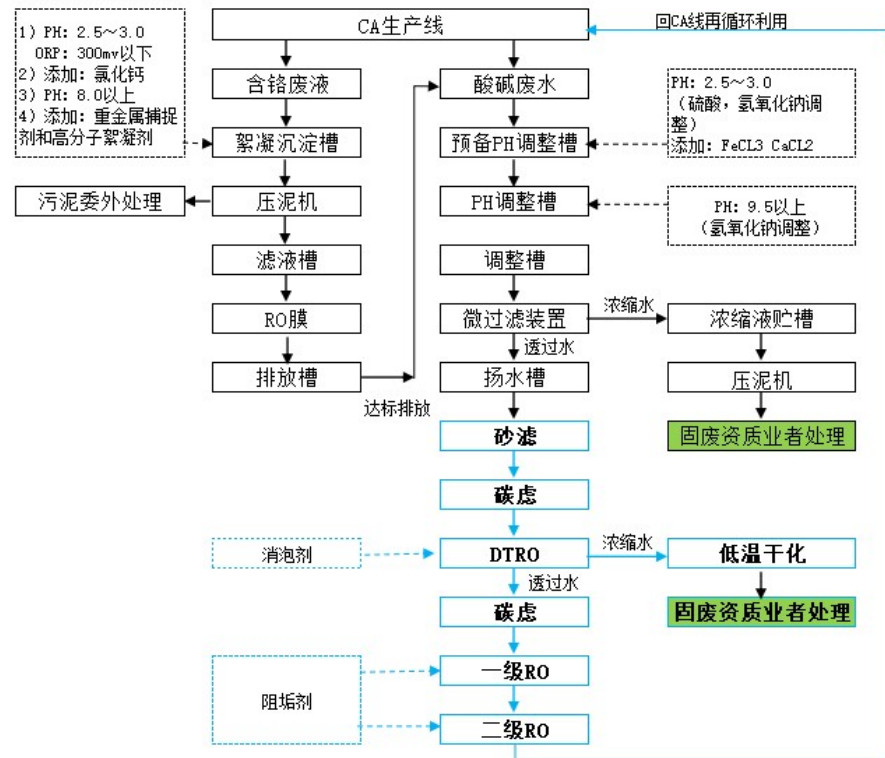 CA生产线
回CA线再循环利用
1) PH: 2.5～3.0
ORP: 300mv以下
2) 添加: 氯化钙
3) PH: 8.0以上
4) 添加: 重金属捕捉
剂和高分子絮凝剂
含铬废液
酸碱废水
PH: 2.5～3.0
(硫酸, 氢氧化钠调
整)
添加: FeCL3 CaCL2
絮凝沉淀槽
预备PH调整槽
污泥委外处理
压泥机
PH调整槽
PH: 9.5以上
(氢氧化钠调整)
滤液槽
调整槽
RO膜
微过滤装置
浓缩水
浓缩液贮槽
透过水
排放槽
达标排放
扬水槽
压泥机
砂滤
固废资质业者处理
碳虑
消泡剂
DTRO
浓缩水
低温干化
透过水
碳虑
固废资质业者处理
阻垢剂
一级RO
二级RO